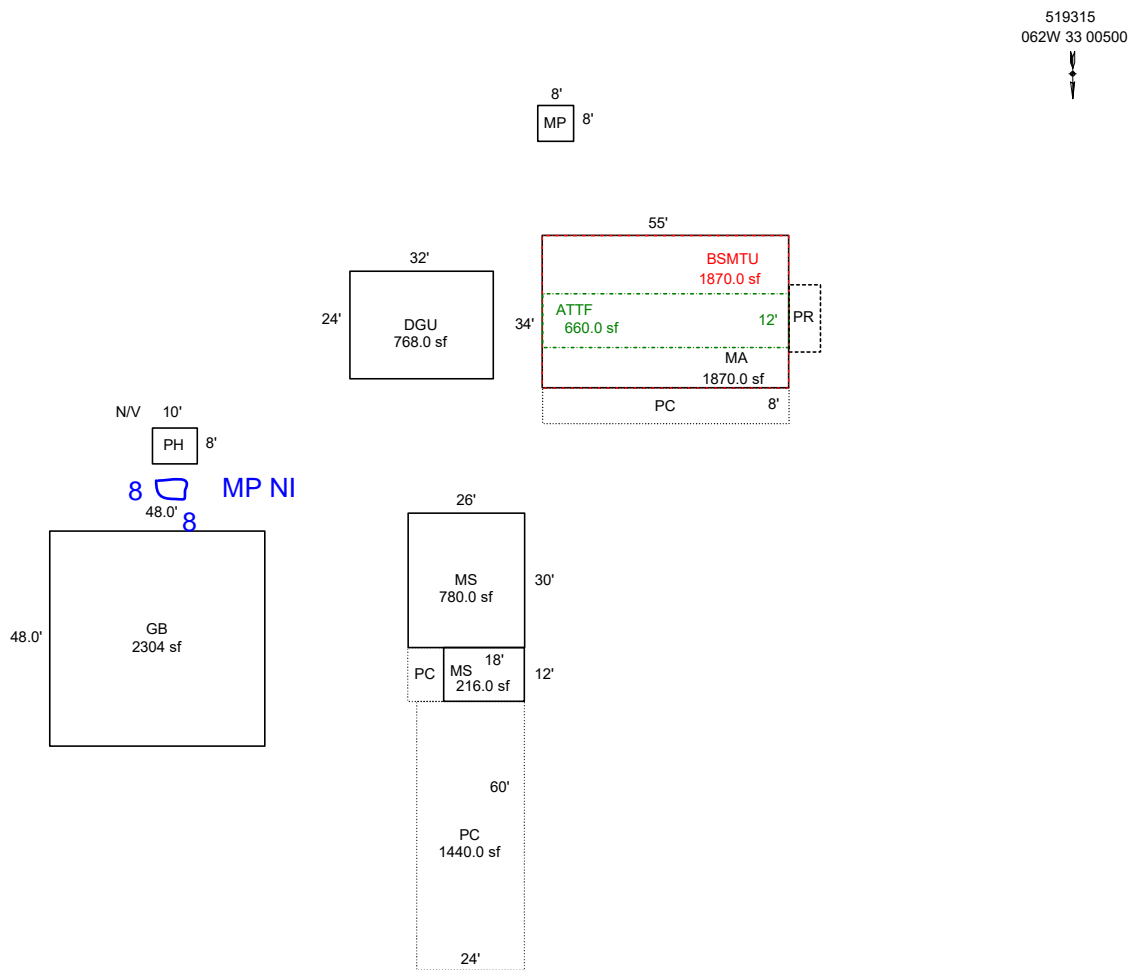 519315
062W 33 00500
N
8'
MP
8'
55'
BSMTU
1870.0 sf
32'
24'
DGU
768.0 sf
34'
ATTF
660.0 sf
12'
PR
MA
1870.0 sf
PC
8'
N/V
10'
PH
8'
8
MP NI
48.0'
8
26'
MS
780.0 sf
30'
48.0'
GB
2304 sf
PC
MS
18'
216.0 sf
12'
60'
PC
1440.0 sf
24'